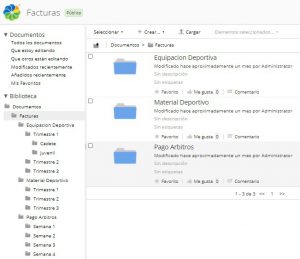 Facturas Público
Documentos
Todos los documentos
Que estoy editando
Que otros están editando
Modificados recientemente
Añadidos recientemente
Mis Favoritos
Biblioteca
Documentos
Facturas
Equipacion Deportiva
Trimestre 1
Cadete
Juvenil
Trimestre 2
Trimestre 3
Material Deportivo
Trimestre 1
Trimestre 2
Trimestre 3
Pago Arbitros
Semana 1
Semana 2
Semana 3
Semana 4
Seleccionar Crear... Cargar Elementos seleccionados...
Documentos > Facturas
Equipacion Deportiva
Modificado hace aproximadamente un mes por Administrator
Sin descripción
Sin etiquetas
Favorito Me gusta 0 Comentario
Material Deportivo
Modificado hace aproximadamente un mes por Administrator
Sin descripción
Sin etiquetas
Favorito Me gusta 0 Comentario
Pago Arbitros
Modificado hace aproximadamente un mes por Administrator
Sin descripción
Sin etiquetas
Favorito Me gusta 0 Comentario
1 - 3 de 3 << 1 >>